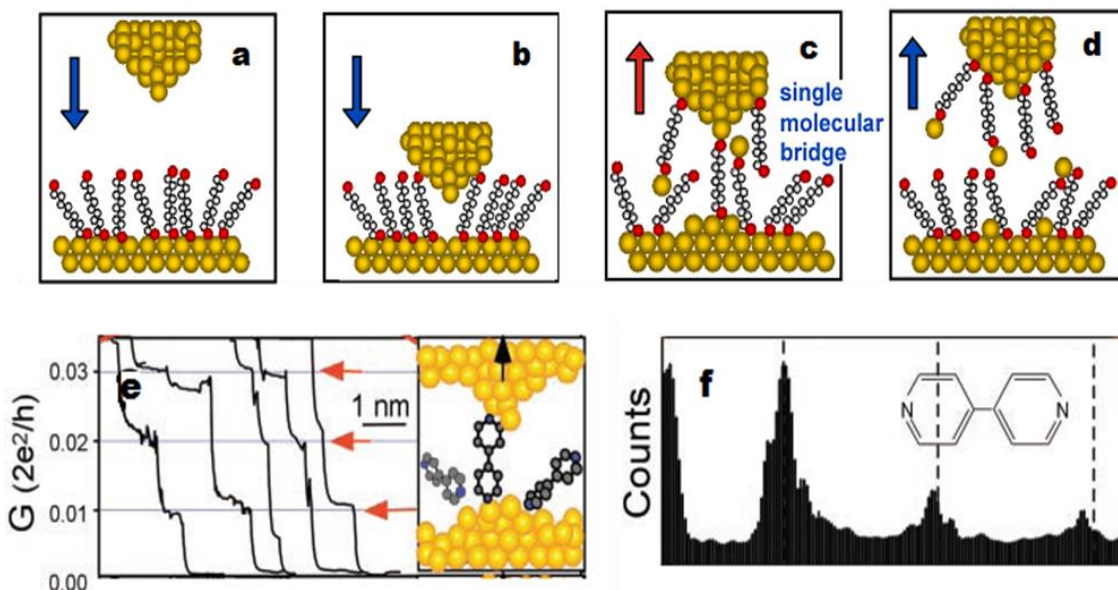 a
b
c
d
single
molecular
bridge
e
G (2e²/h)
0.03
0.02
0.01
0.00
1 nm
f
Counts
N
N